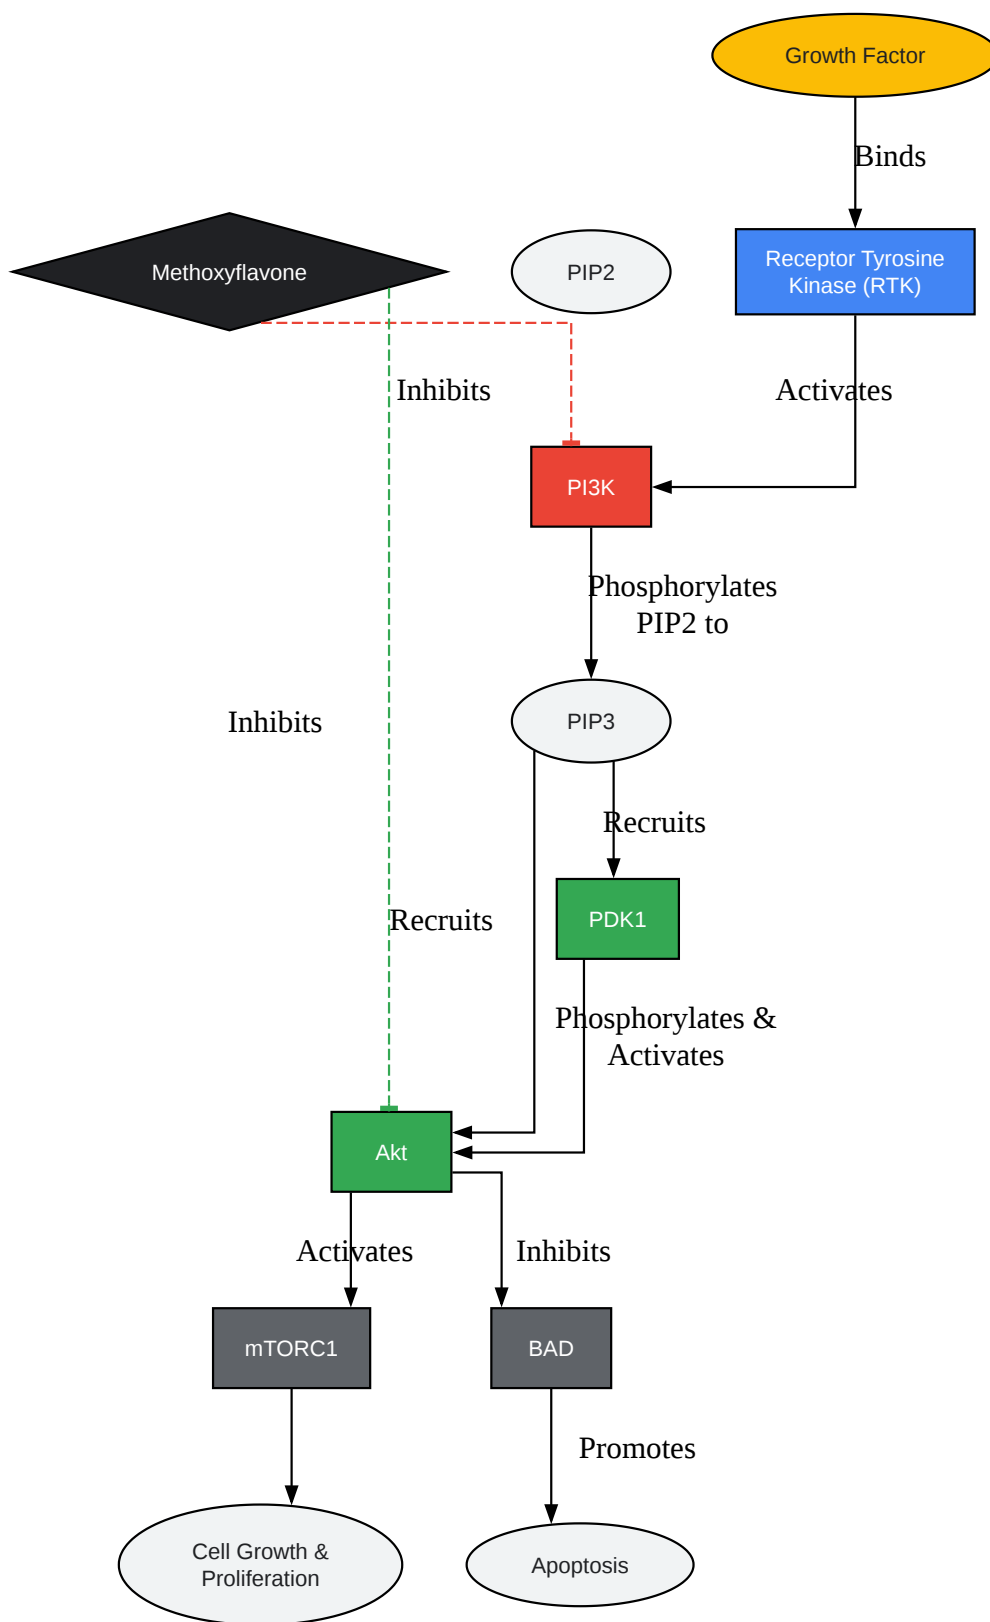 Growth Factor
Binds
Methoxyflavone
PIP2
Receptor Tyrosine
Kinase (RTK)
Inhibits
Activates
PI3K
Phosphorylates
PIP2 to
Inhibits
PIP3
Recruits
Recruits
PDK1
Phosphorylates &
Activates
Akt
Activates
Inhibits
mTORC1
BAD
Promotes
Cell Growth &
Proliferation
Apoptosis